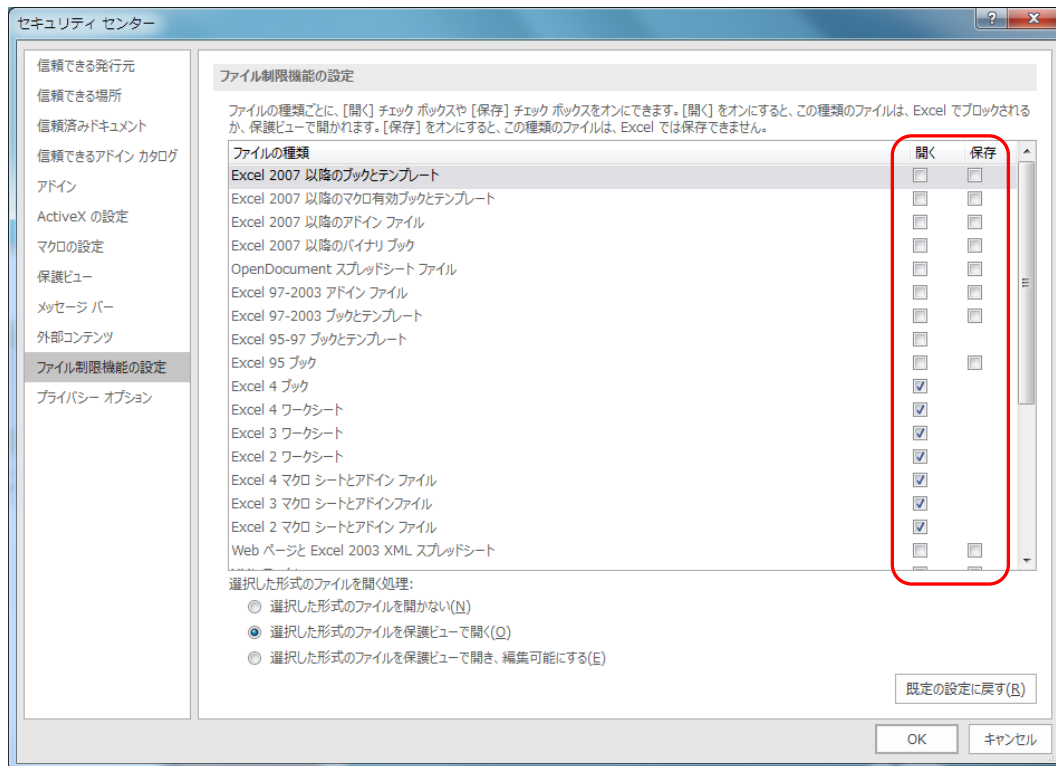 セキュリティ センター
信頼できる発行元
信頼できる場所
信頼済みドキュメント
信頼できるアドイン カタログ
アドイン
ActiveX の設定
マクロの設定
保護ビュー
メッセージ バー
外部コンテンツ
ファイル制限機能の設定
プライバシー オプション
ファイル制限機能の設定
ファイルの種類ごとに、[開く] チェック ボックスや [保存] チェック ボックスをオンにできます。[開く] をオンにすると、この種類のファイルは、Excel でブロックされる
か、保護ビューで開かれます。[保存] をオンにすると、この種類のファイルは、Excel では保存できません。
ファイルの種類 開く 保存
Excel 2007 以降のブックとテンプレート
Excel 2007 以降のマクロ有効ブックとテンプレート
Excel 2007 以降のアドイン ファイル
Excel 2007 以降のバイナリ ブック
OpenDocument スプレッドシート ファイル
Excel 97-2003 アドイン ファイル
Excel 97-2003 ブックとテンプレート
Excel 95-97 ブックとテンプレート
Excel 95 ブック
Excel 4 ブック
Excel 4 ワークシート
Excel 3 ワークシート
Excel 2 ワークシート
Excel 4 マクロ シートとアドイン ファイル
Excel 3 マクロ シートとアドインファイル
Excel 2 マクロ シートとアドイン ファイル
Web ページと Excel 2003 XML スプレッドシート
選択した形式のファイルを開く処理:
選択した形式のファイルを開かない(N)
選択した形式のファイルを保護ビューで開く(O)
選択した形式のファイルを保護ビューで開き、編集可能にする(E)
既定の設定に戻す(R)
OK キャンセル